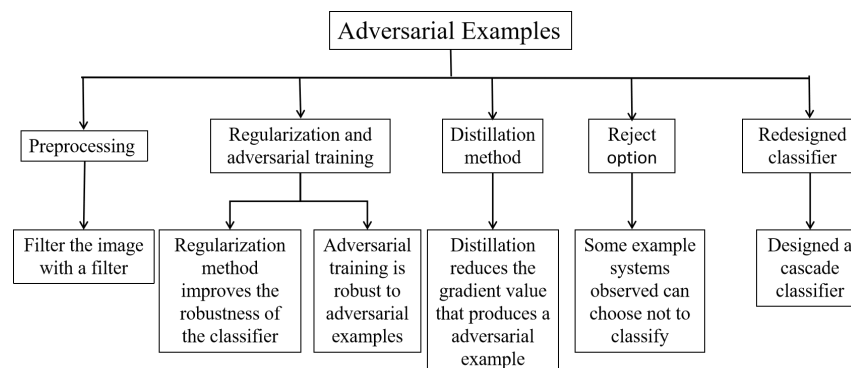 Adversarial Examples
Preprocessing
Regularization and
adversarial training
Distillation
method
Reject
option
Redesigned
classifier
Filter the image
with a filter
Regularization
method
improves the
robustness of
the classifier
Adversarial
training is
robust to
adversarial
examples
Distillation
reduces the
gradient value
that produces a
adversarial
example
Some example
systems
observed can
choose not to
classify
Designed a
cascade
classifier